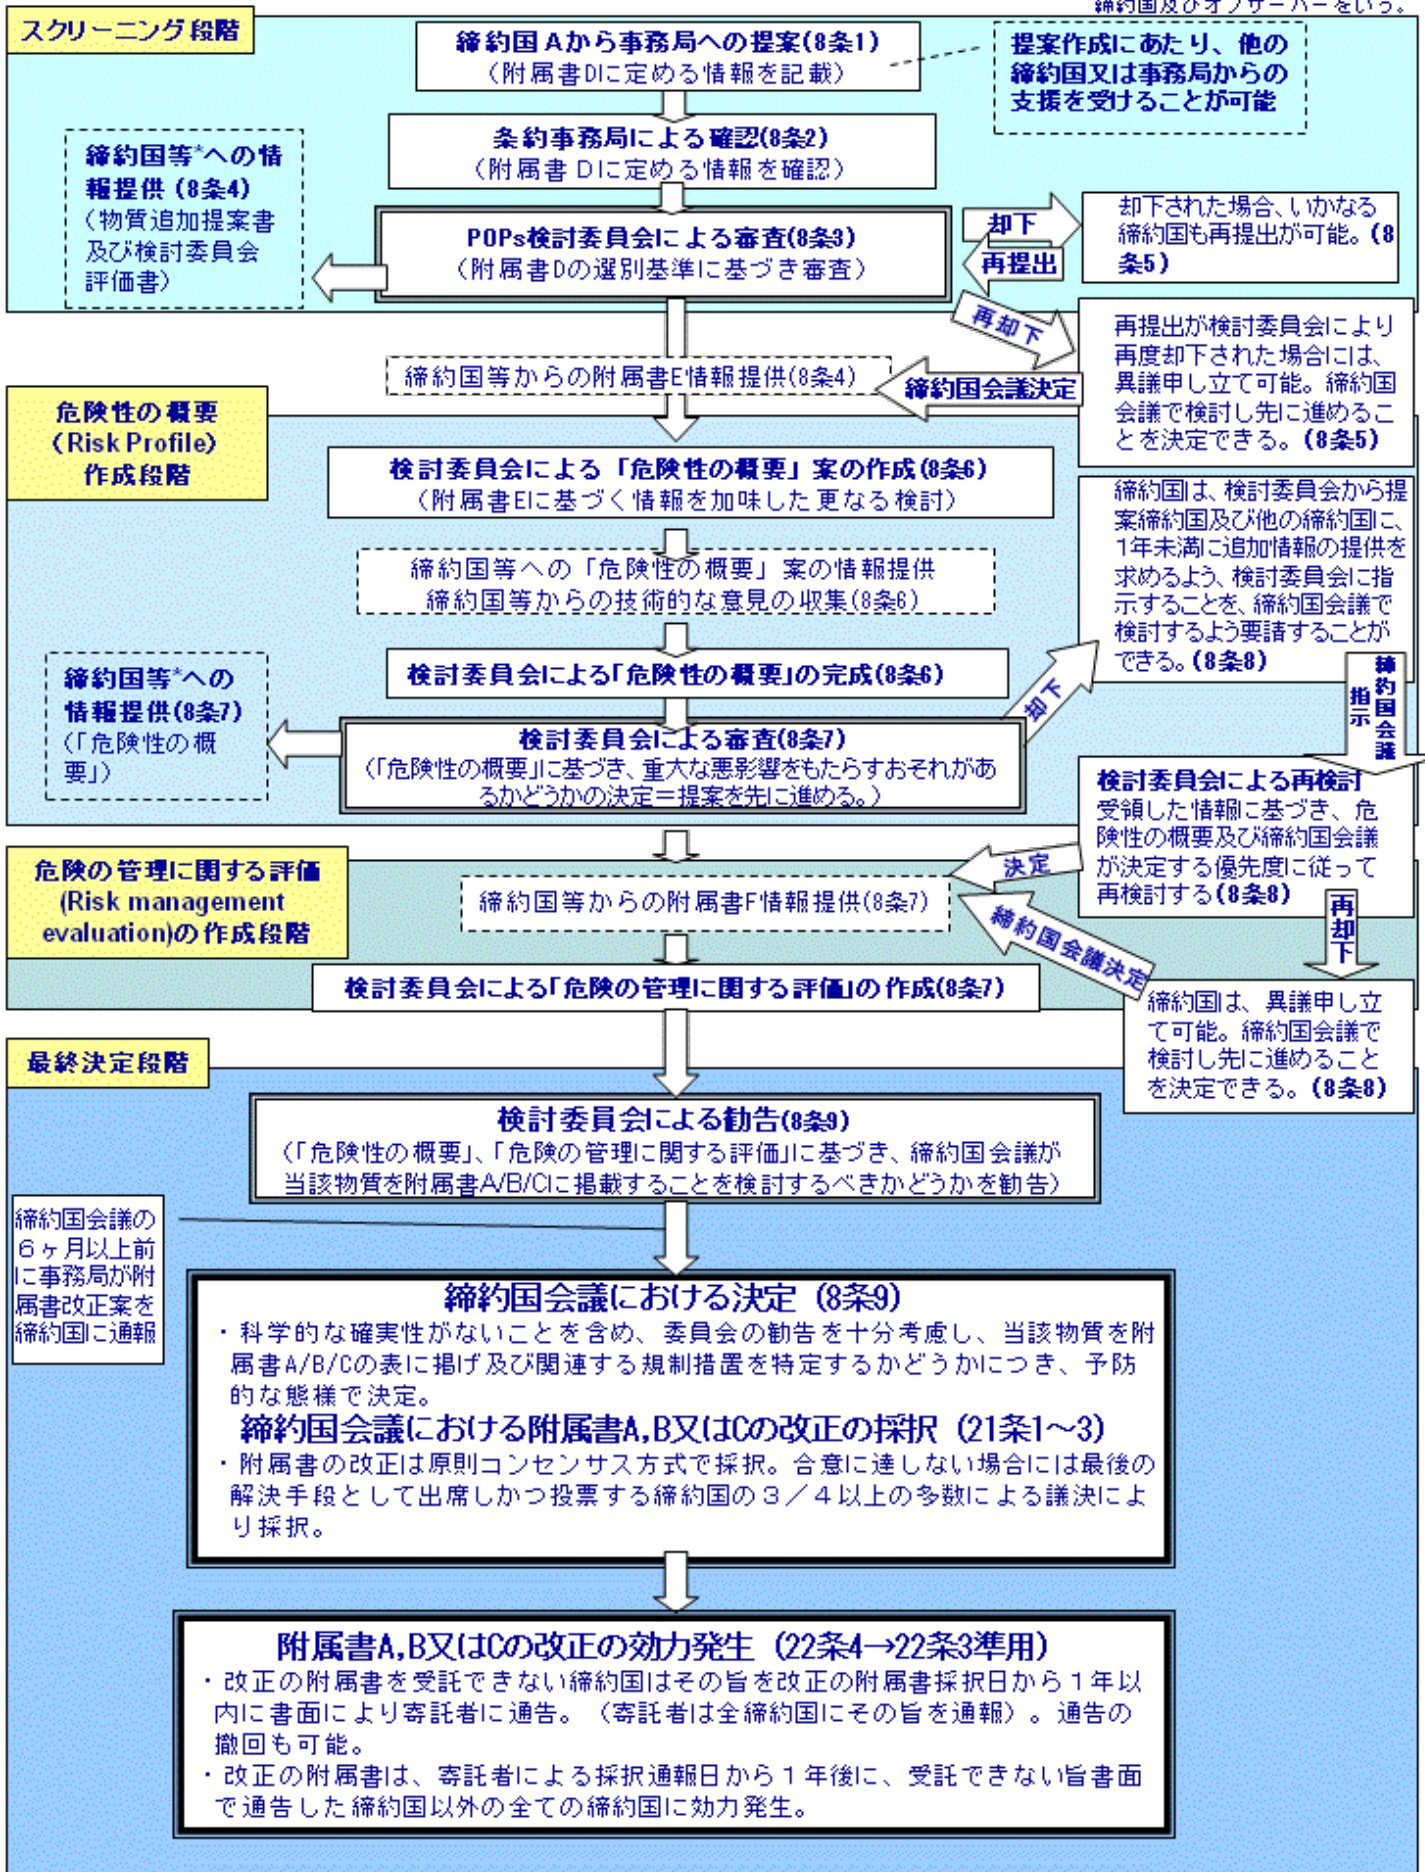 締約国及びオブザーバーをいう。
スクリーニング段階
締約国Aから事務局への提案(8条1)
（附属書Dに定める情報を記載）
提案作成にあたり、他の
締約国又は事務局からの
支援を受けることが可能
条約事務局による確認(8条2)
（附属書Dに定める情報を確認）
締約国等*への情
報提供（8条4）
（物質追加提案書
及び検討委員会
評価書）
POPs検討委員会による審査(8条3)
（附属書Dの選別基準に基づき審査）
却下
再提出
却下された場合、いかなる
締約国も再提出が可能。(8
条5)
再却下
再提出が検討委員会により
再度却下された場合には、
異議申し立て可能。締約国
会議で検討し先に進めるこ
とを決定できる。(8条5)
締約国会議決定
締約国等からの附属書E情報提供(8条4)
危険性の概要
（Risk Profile）
作成段階
検討委員会による「危険性の概要」案の作成(8条6)
（附属書Eに基づく情報を加味した更なる検討）
締約国等への「危険性の概要」案の情報提供
締約国等からの技術的な意見の収集(8条6)
検討委員会による「危険性の概要」の完成(8条6)
締約国等*への
情報提供(8条7)
（「危険性の概
要」）
検討委員会による審査(8条7)
（「危険性の概要」に基づき、重大な悪影響をもたらすおそれがあ
るかどうかの決定＝提案を先に進める。）
却下
締約国は、検討委員会から提
案締約国及び他の締約国に、
1年未満に追加情報の提供を
求めるよう、検討委員会に指
示することを、締約国会議で
検討するよう要請することが
できる。(8条8)
締約国会議
指示
検討委員会による再検討
受領した情報に基づき、危
険性の概要及び締約国会議
が決定する優先度に従って
再検討する(8条8)
決定
再却下
締約国会議決定
締約国は、異議申し立
て可能。締約国会議で
検討し先に進めること
を決定できる。(8条8)
危険の管理に関する評価
(Risk management
evaluation)の作成段階
締約国等からの附属書F情報提供(8条7)
検討委員会による「危険の管理に関する評価」の作成(8条7)
最終決定段階
検討委員会による勧告(8条9)
（「危険性の概要」、「危険の管理に関する評価」に基づき、締約国会議が
当該物質を附属書A/B/Cに掲載することを検討するべきかどうかを勧告）
締約国会議の
６ヶ月以上前
に事務局が附
属書改正案を
締約国に通報
締約国会議における決定（8条9）
・科学的な確実性がないことを含め、委員会の勧告を十分考慮し、当該物質を附
属書A/B/Cの表に掲げ及び関連する規制措置を特定するかどうかにつき、予防
的な態様で決定。
締約国会議における附属書A,B又はCの改正の採択（21条1～3）
・附属書の改正は原則コンセンサス方式で採択。合意に達しない場合には最後の
解決手段として出席しかつ投票する締約国の３／４以上の多数による議決によ
り採択。
附属書A,B又はCの改正の効力発生（22条4→22条3準用）
・改正の附属書を受託できない締約国はその旨を改正の附属書採択日から１年以
内に書面により寄託者に通告。（寄託者は全締約国にその旨を通報）。通告の
撤回も可能。
・改正の附属書は、寄託者による採択通報日から１年後に、受託できない旨書面
で通告した締約国以外の全ての締約国に効力発生。